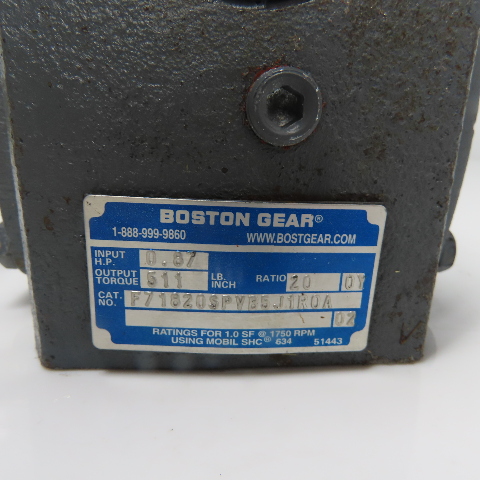 BOSTON GEAR®
1-888-999-9860 WWW.BOSTGEAR.COM
INPUT H.P. 0.87
OUTPUT TORQUE 511 LB. INCH RATIO 20 0Y
CAT. NO.
02
RATINGS FOR 1.0 SF @ 1750 RPM
USING MOBIL SHC® 634 51443